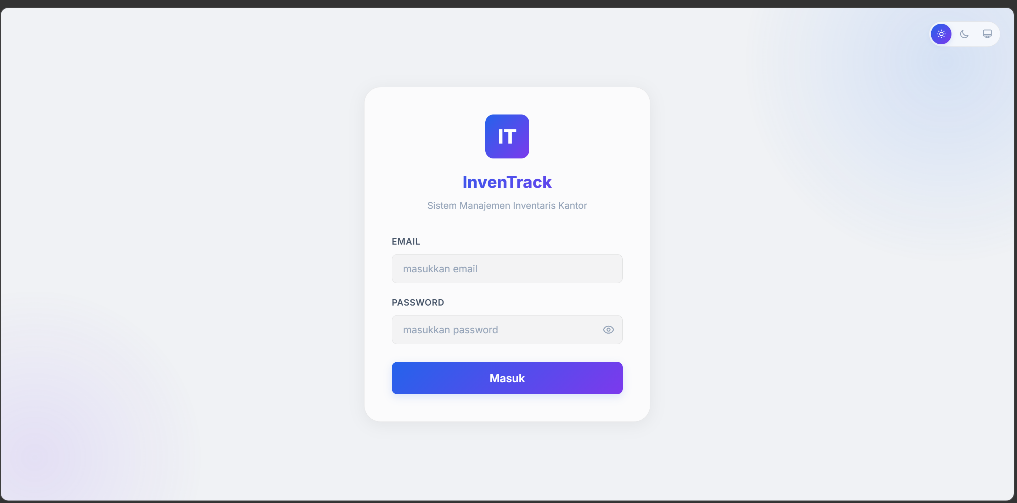 IT
InvenTrack
Sistem Manajemen Inventaris Kantor
EMAIL
masukkan email
PASSWORD
masukkan password
Masuk